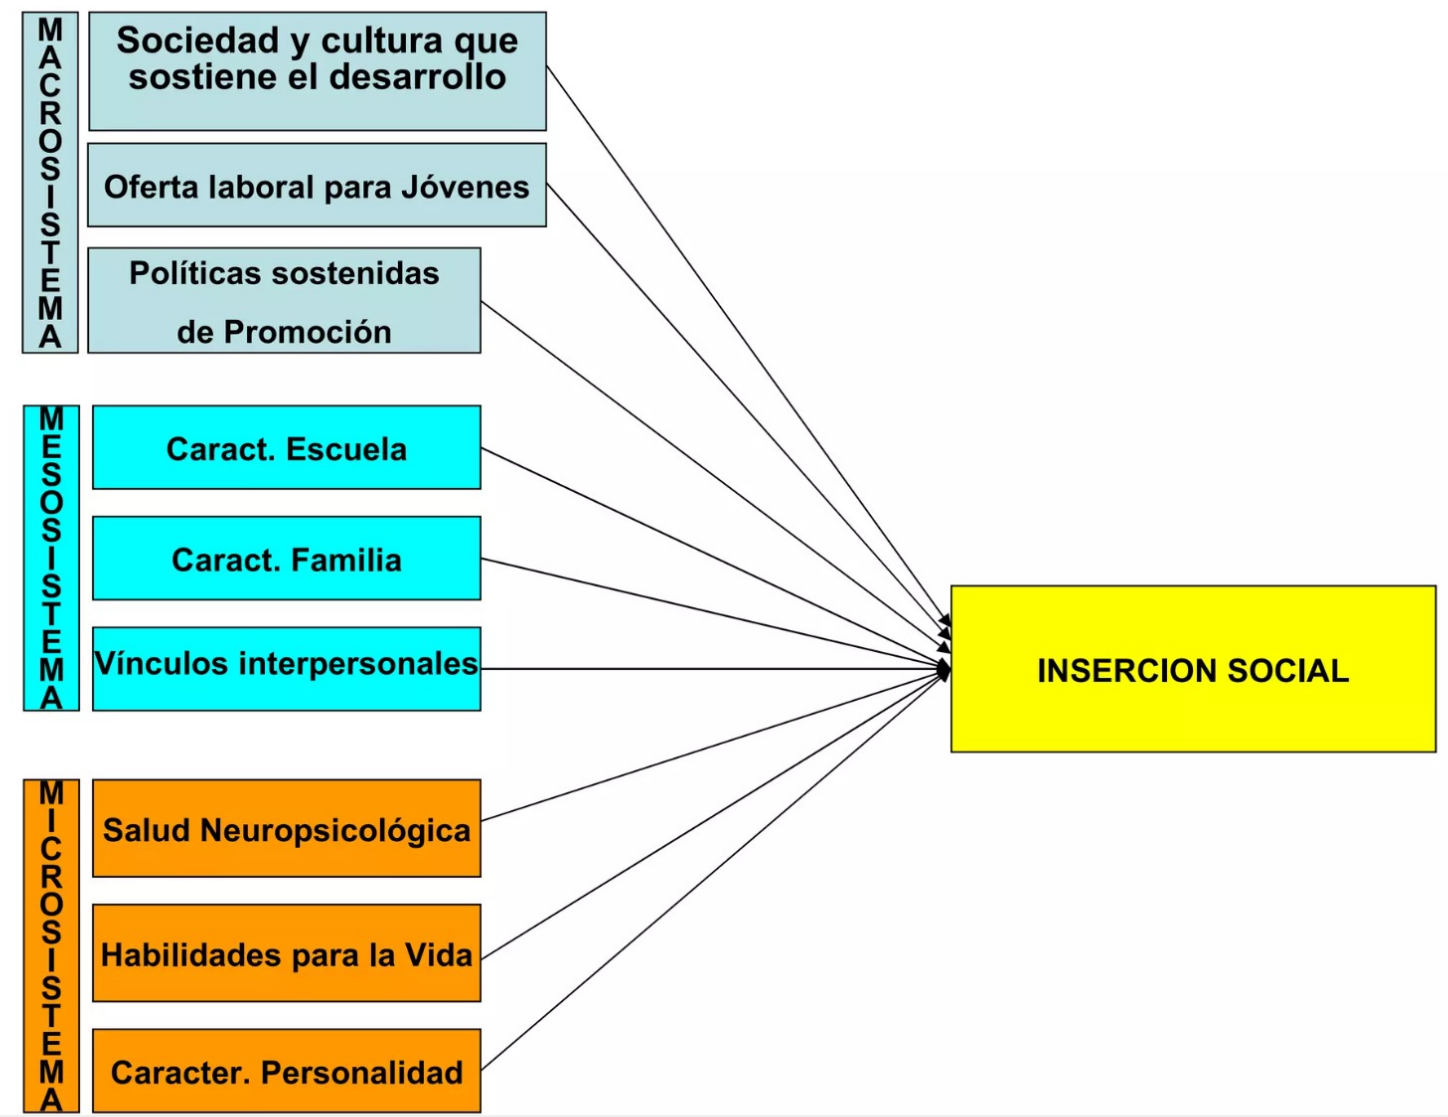 MACROSISTEMA
Sociedad y cultura que
sostiene el desarrollo
Oferta laboral para Jóvenes
Políticas sostenidas
de Promoción
MESOSISTEMA
Caract. Escuela
Caract. Familia
Vínculos interpersonales
INSERCION SOCIAL
MICROSISTEMA
Salud Neuropsicológica
Habilidades para la Vida
Caracter. Personalidad